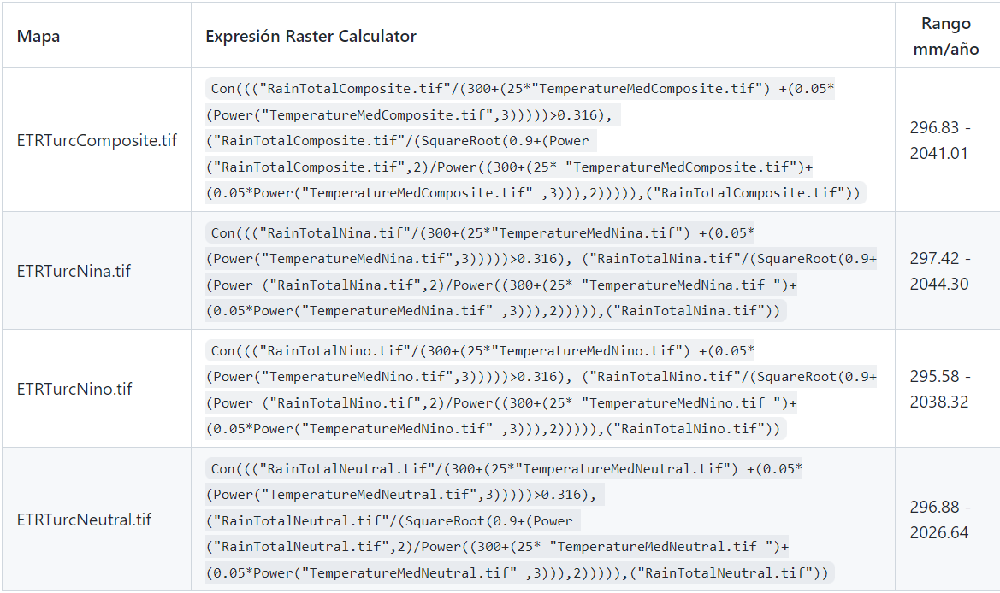 Mapa
Expresión Raster Calculator
Rango
mm/año
ETRTurcComposite.tif
Con((("RainTotalComposite.tif"/(300+(25*"TemperatureMedComposite.tif") +(0.05*
(Power("TemperatureMedComposite.tif",3)))))>0.316),
("RainTotalComposite.tif"/(SquareRoot(0.9+(Power
("RainTotalComposite.tif",2)/Power((300+(25* "TemperatureMedComposite.tif")+
(0.05*Power("TemperatureMedComposite.tif" ,3))),2))))),("RainTotalComposite.tif"))
296.83 -
2041.01
ETRTurcNina.tif
Con((("RainTotalNina.tif"/(300+(25*"TemperatureMedNina.tif") +(0.05*
(Power("TemperatureMedNina.tif",3)))))>0.316), ("RainTotalNina.tif"/(SquareRoot(0.9+
(Power ("RainTotalNina.tif",2)/Power((300+(25* "TemperatureMedNina.tif ")+
(0.05*Power("TemperatureMedNina.tif" ,3))),2))))),("RainTotalNina.tif"))
297.42 -
2044.30
ETRTurcNino.tif
Con((("RainTotalNino.tif"/(300+(25*"TemperatureMedNino.tif") +(0.05*
(Power("TemperatureMedNino.tif",3)))))>0.316), ("RainTotalNino.tif"/(SquareRoot(0.9+
(Power ("RainTotalNino.tif",2)/Power((300+(25* "TemperatureMedNino.tif ")+
(0.05*Power("TemperatureMedNino.tif" ,3))),2))))),("RainTotalNino.tif"))
295.58 -
2038.32
ETRTurcNeutral.tif
Con((("RainTotalNeutral.tif"/(300+(25*"TemperatureMedNeutral.tif") +(0.05*
(Power("TemperatureMedNeutral.tif",3)))))>0.316),
("RainTotalNeutral.tif"/(SquareRoot(0.9+(Power
("RainTotalNeutral.tif",2)/Power((300+(25* "TemperatureMedNeutral.tif ")+
(0.05*Power("TemperatureMedNeutral.tif" ,3))),2))))),("RainTotalNeutral.tif"))
296.88 -
2026.64